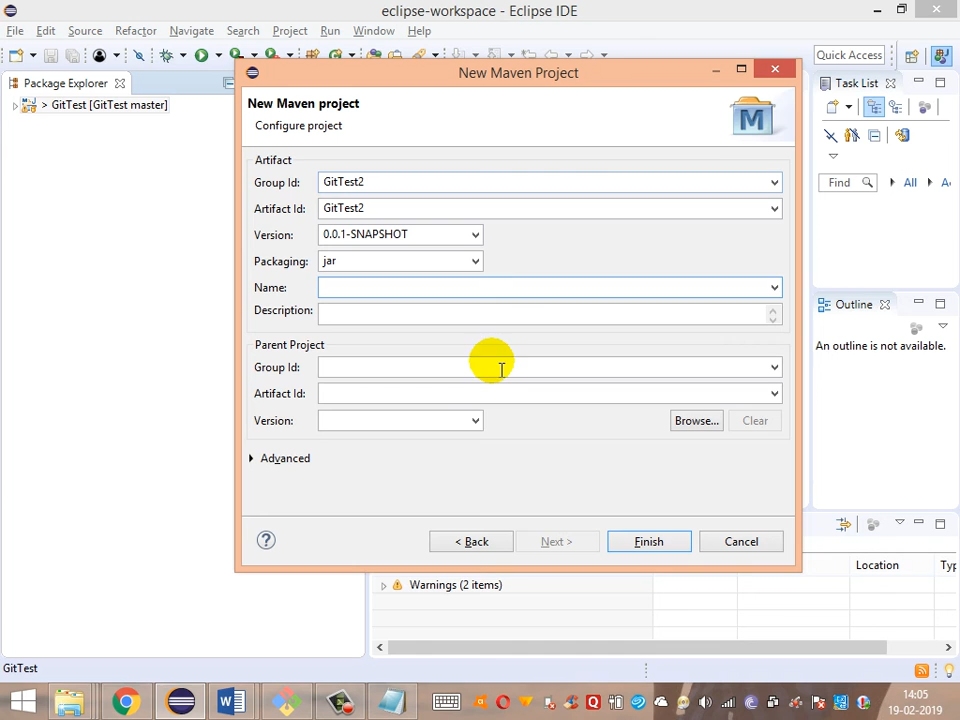 eclipse-workspace - Eclipse IDE
File Edit Source Refactor Navigate Search Project Run Window Help
Quick Access
Package Explorer
> GitTest [GitTest master]
New Maven Project
New Maven project
Configure project
M
Artifact
Group Id: GitTest2
Artifact Id: GitTest2
Version: 0.0.1-SNAPSHOT
Packaging: jar
Name:
Description:
Parent Project
Group Id:
Artifact Id:
Version:
Browse... Clear
Advanced
< Back Next > Finish Cancel
Task List
Find All A
Outline
An outline is not available.
Location Typ
Warnings (2 items)
GitTest
14:05
19-02-2019